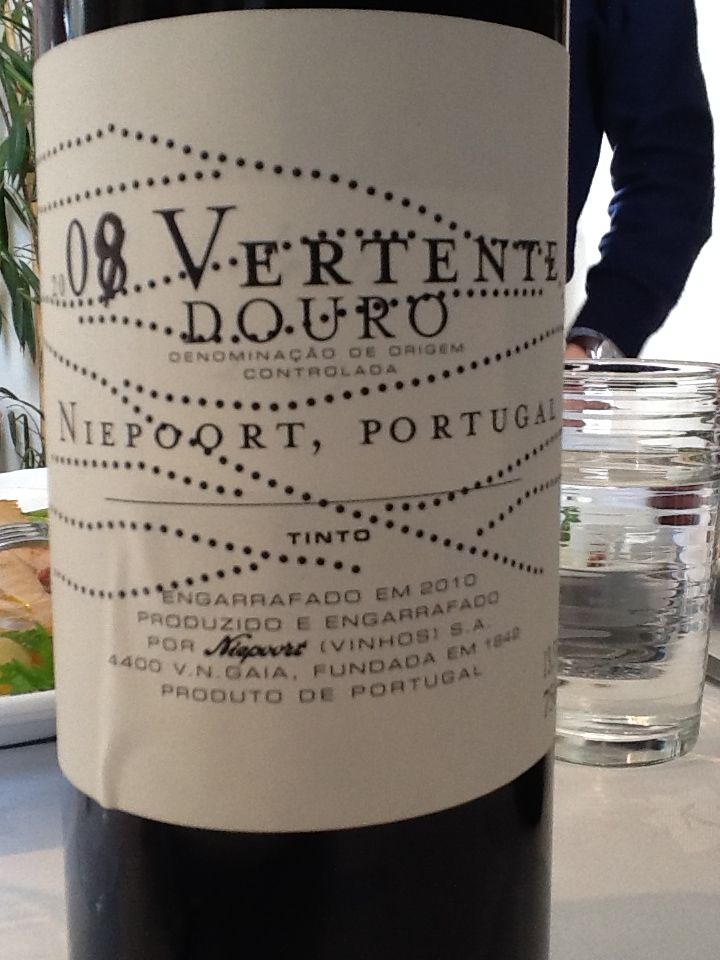 2008 VERTENTE
DOURO
DENOMINAÇÃO DE ORIGEM
CONTROLADA
NIEPOORT, PORTUGAL
TINTO
ENGARRAFADO EM 2010
PRODUZIDO E ENGARRAFADO
POR Niepoort (VINHOS) S.A.
4400 V.N.GAIA, FUNDADA EM 1842
PRODUTO DE PORTUGAL